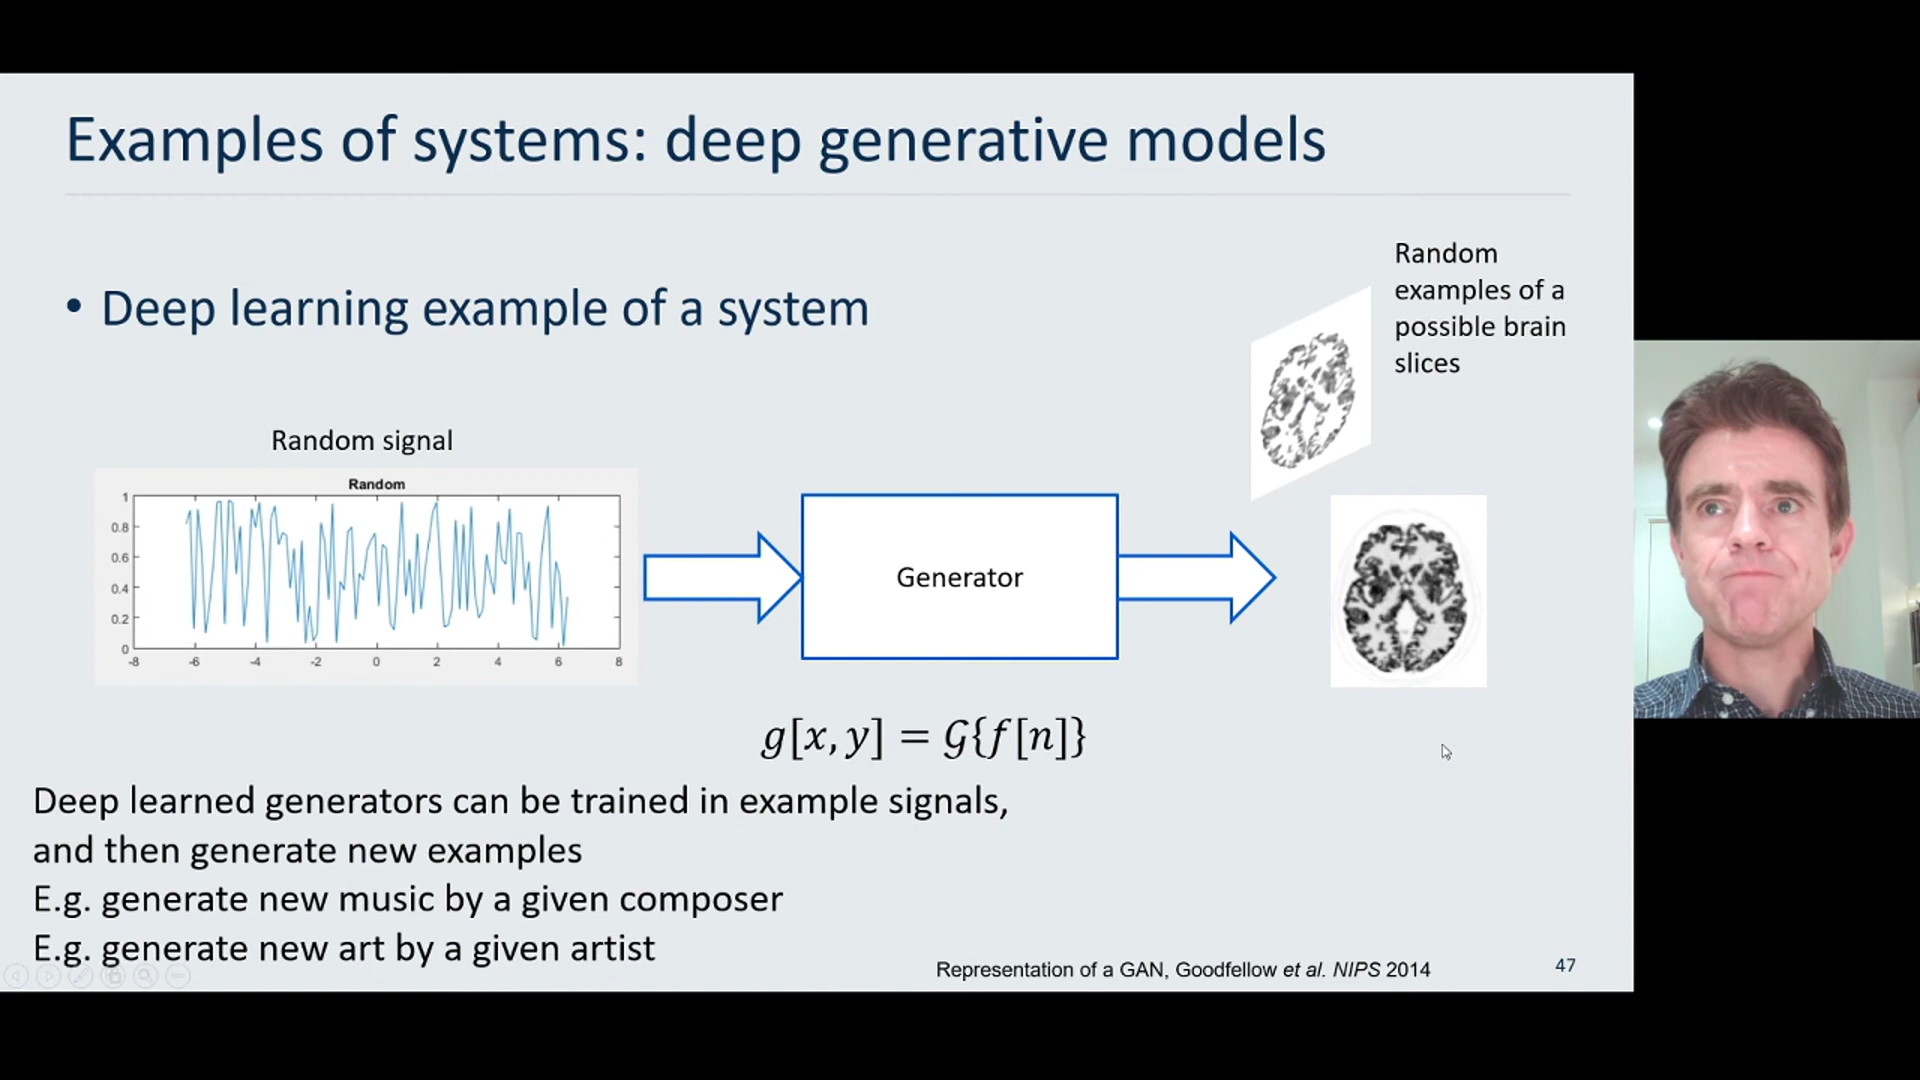 Examples of systems: deep generative models
• Deep learning example of a system
Random
examples of a
possible brain
slices
Random signal
Random
1
0.8
0.6
0.4
0.2
0
-8 -6 -4 -2 0 2 4 6 8
Generator
g[x, y] = 𝒢{f[n]}
Deep learned generators can be trained in example signals,
and then generate new examples
E.g. generate new music by a given composer
E.g. generate new art by a given artist
Representation of a GAN, Goodfellow et al. NIPS 2014
47